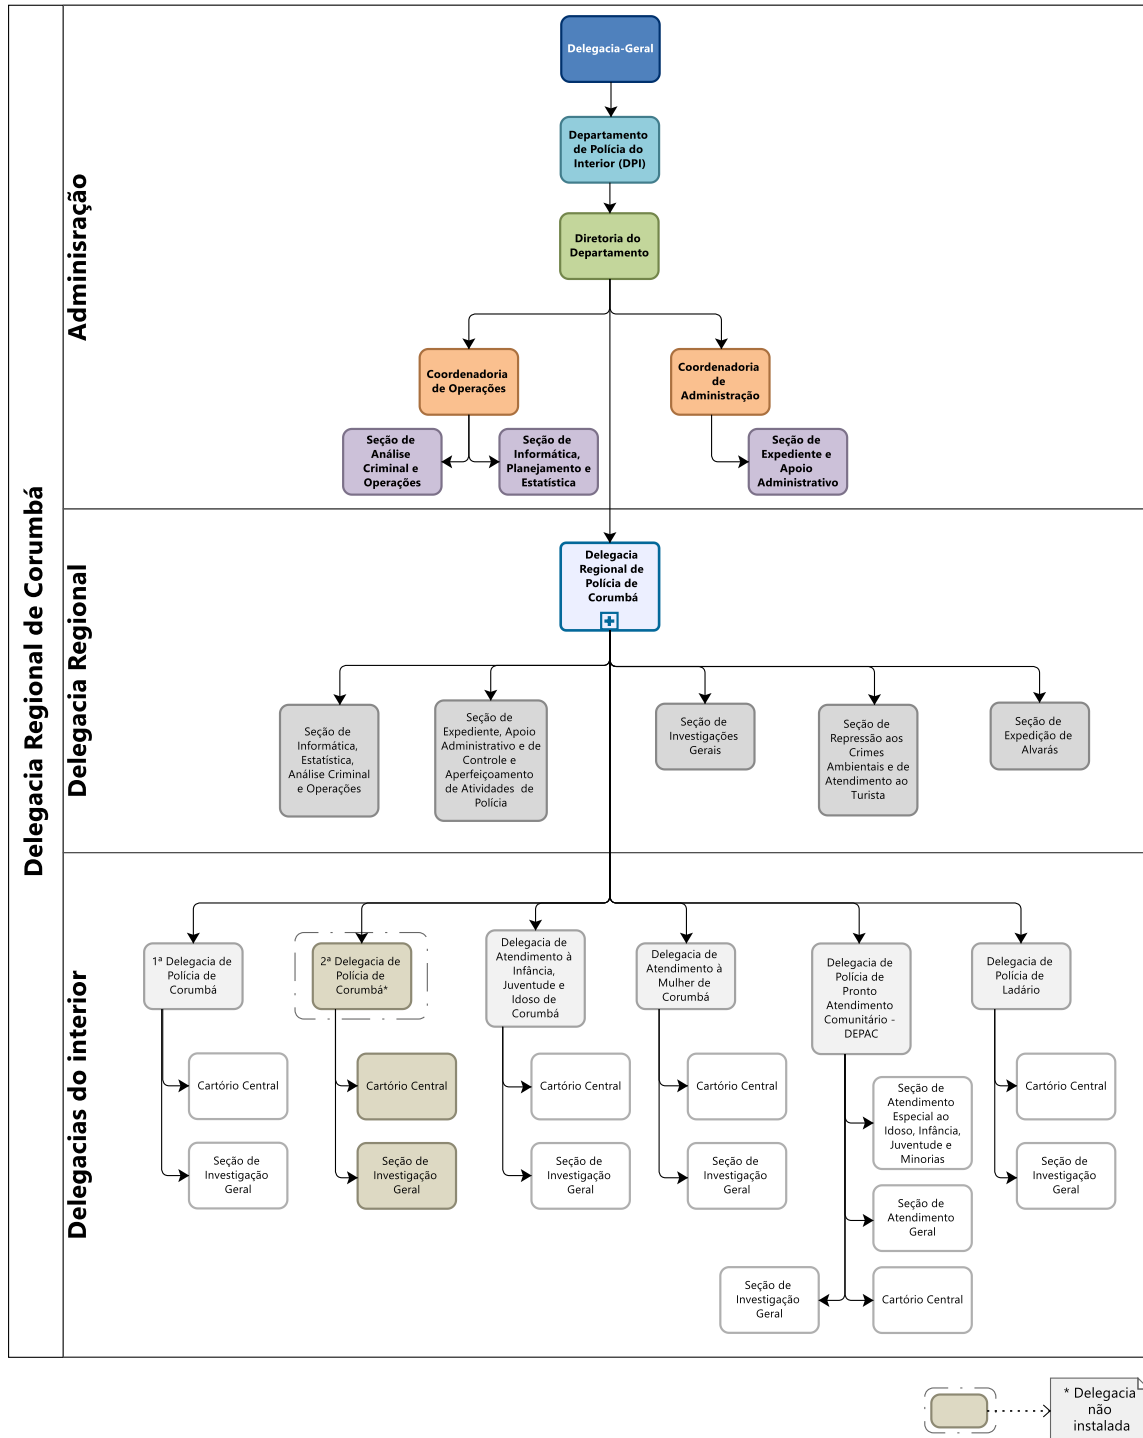 Delegacia Regional de Corumbá
Adminisração
Delegacia-Geral
Departamento
de Polícia do
Interior (DPI)
Diretoria do
Departamento
Coordenadoria
de Operações
Coordenadoria
de
Administração
Seção de
Análise
Criminal e
Operações
Seção de
Informática,
Planejamento e
Estatística
Seção de
Expediente e
Apoio
Administrativo
Delegacia Regional
Delegacia
Regional de
Polícia de
Corumbá
Seção de
Informática,
Estatística,
Análise Criminal
e Operações
Seção de
Expediente, Apoio
Administrativo e de
Controle e
Aperfeiçoamento
de Atividades de
Polícia
Seção de
Investigações
Gerais
Seção de
Repressão aos
Crimes
Ambientais e de
Atendimento ao
Turista
Seção de
Expedição de
Alvarás
Delegacias do interior
1ª Delegacia de
Polícia de
Corumbá
Cartório Central
Seção de
Investigação
Geral
2ª Delegacia de
Polícia de
Corumbá*
Cartório Central
Seção de
Investigação
Geral
Delegacia de
Atendimento à
Infância,
Juventude e
Idoso de
Corumbá
Cartório Central
Seção de
Investigação
Geral
Delegacia de
Atendimento à
Mulher de
Corumbá
Cartório Central
Seção de
Investigação
Geral
Delegacia de
Polícia de
Pronto
Atendimento
Comunitário -
DEPAC
Seção de
Atendimento
Especial ao
Idoso, Infância,
Juventude e
Minorias
Seção de
Atendimento
Geral
Seção de
Investigação
Geral
Cartório Central
Delegacia de
Polícia de
Ladário
Cartório Central
Seção de
Investigação
Geral
* Delegacia
não
instalada